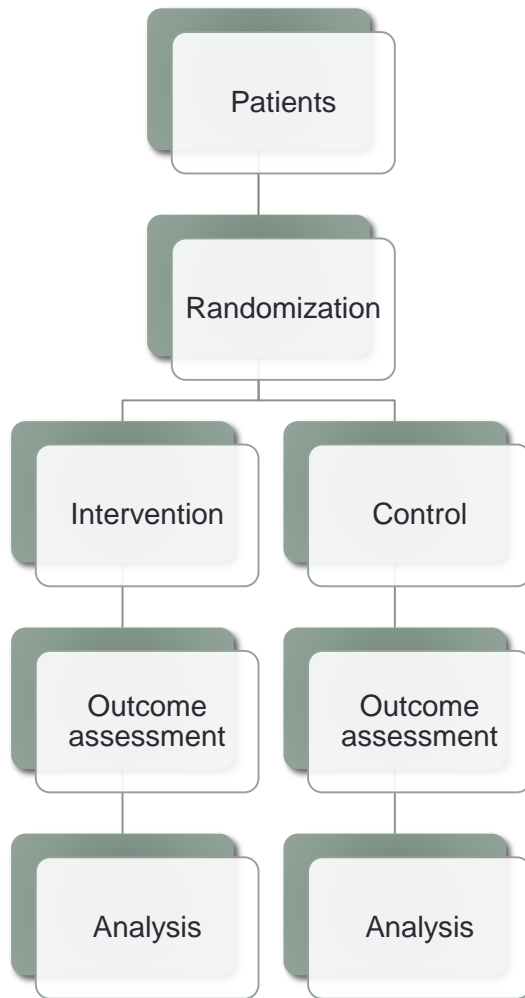 Patients
Randomization
Intervention
Control
Outcome
assessment
Outcome
assessment
Analysis
Analysis